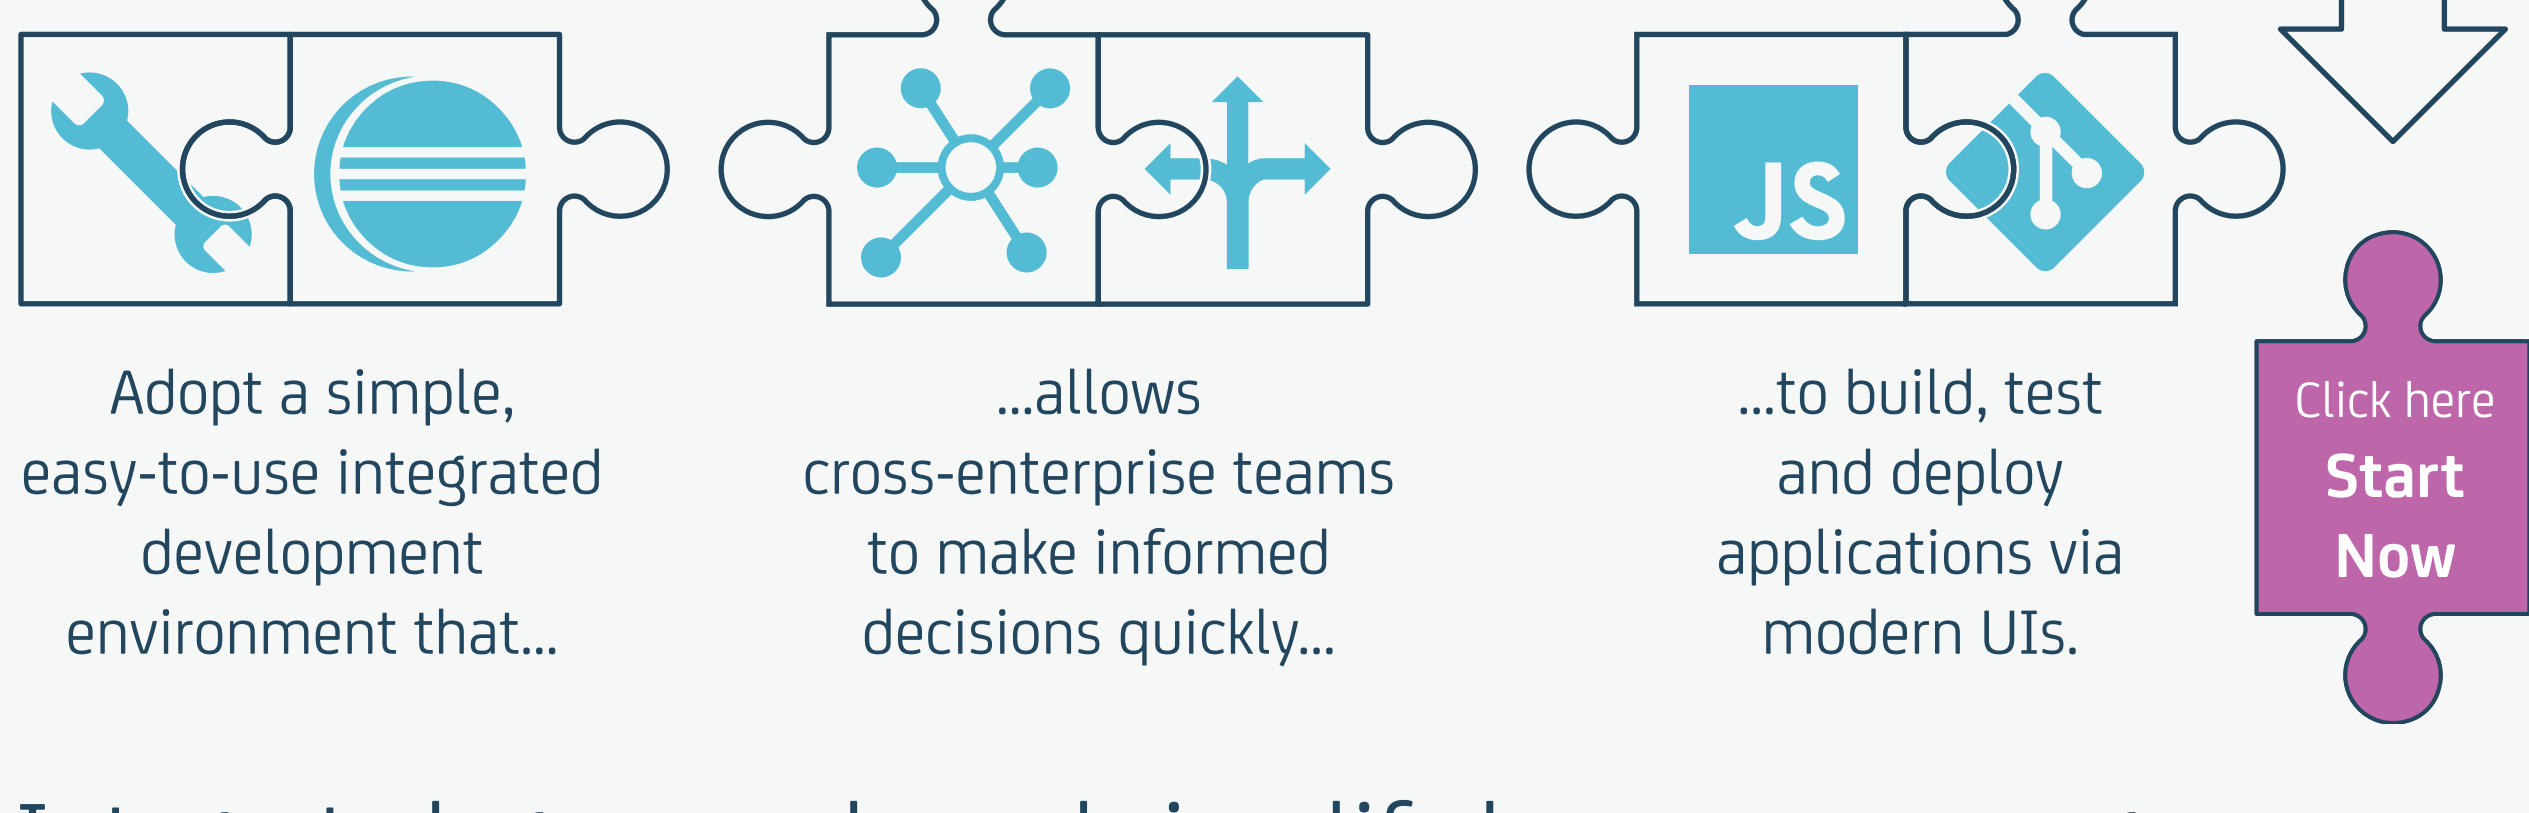 JS
Adopt a simple,
easy-to-use integrated
development
environment that...
...allows
cross-enterprise teams
to make informed
decisions quickly...
...to build, test
and deploy
applications via
modern UIs.
Click here
Start
Now